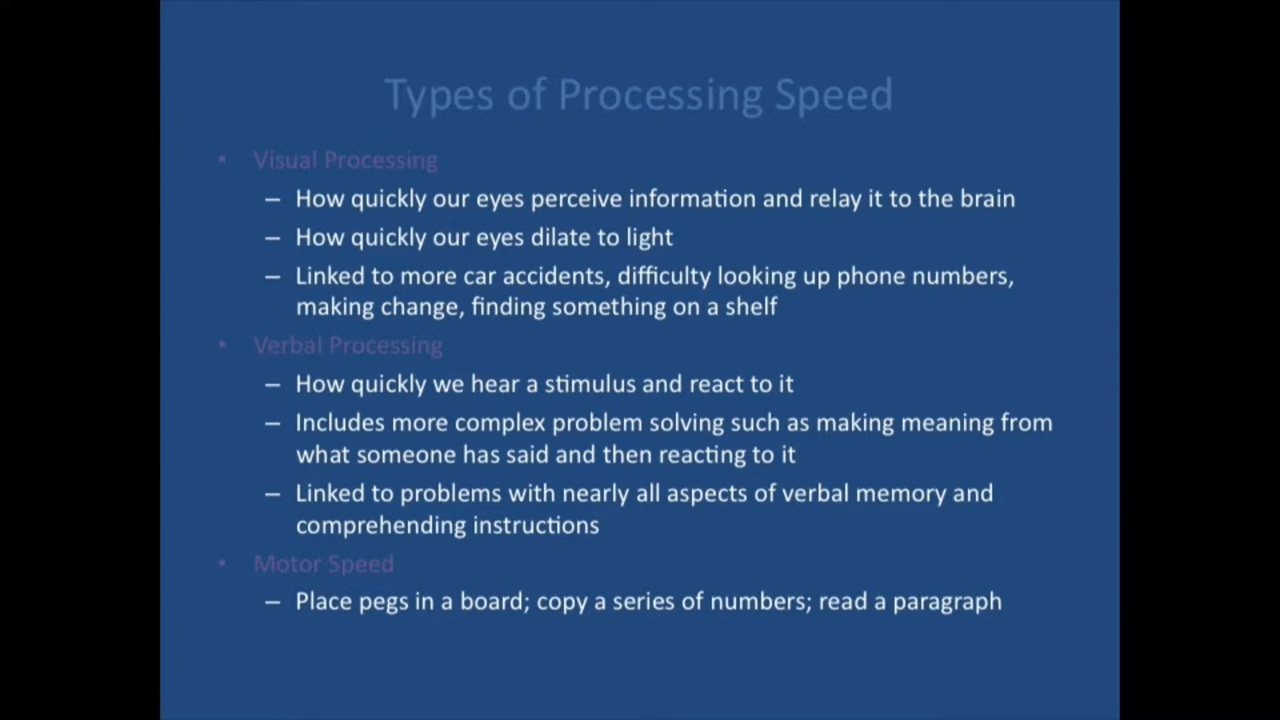 Types of Processing Speed
• Visual Processing
– How quickly our eyes perceive information and relay it to the brain
– How quickly our eyes dilate to light
– Linked to more car accidents, difficulty looking up phone numbers,
making change, finding something on a shelf
• Verbal Processing
– How quickly we hear a stimulus and react to it
– Includes more complex problem solving such as making meaning from
what someone has said and then reacting to it
– Linked to problems with nearly all aspects of verbal memory and
comprehending instructions
• Motor Speed
– Place pegs in a board; copy a series of numbers; read a paragraph